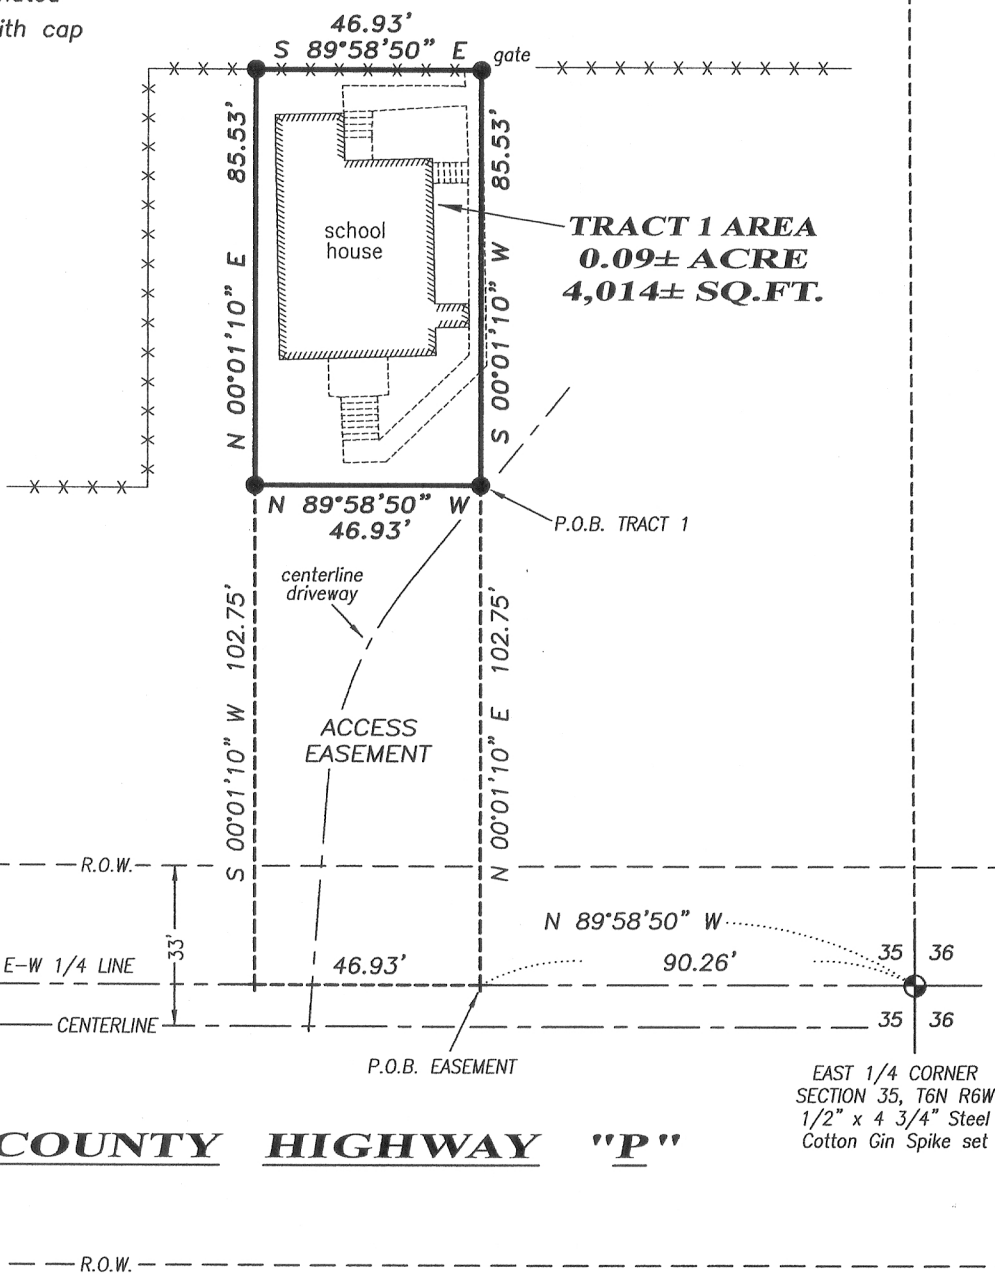 ith cap
46.93'
S 89°58'50" E
gate
85.53'
N 00°01'10" E
85.53'
S 00°01'10" W
school
house
TRACT 1 AREA
0.09± ACRE
4,014± SQ.FT.
N 89°58'50" W
46.93'
P.O.B. TRACT 1
centerline
driveway
S 00°01'10" W 102.75'
N 00°01'10" E 102.75'
ACCESS
EASEMENT
R.O.W.
33'
N 89°58'50" W
E-W 1/4 LINE
46.93'
90.26'
35 36
CENTERLINE
35 36
P.O.B. EASEMENT
EAST 1/4 CORNER
SECTION 35, T6N R6W
1/2" x 4 3/4" Steel
Cotton Gin Spike set
COUNTY HIGHWAY "P"
R.O.W.